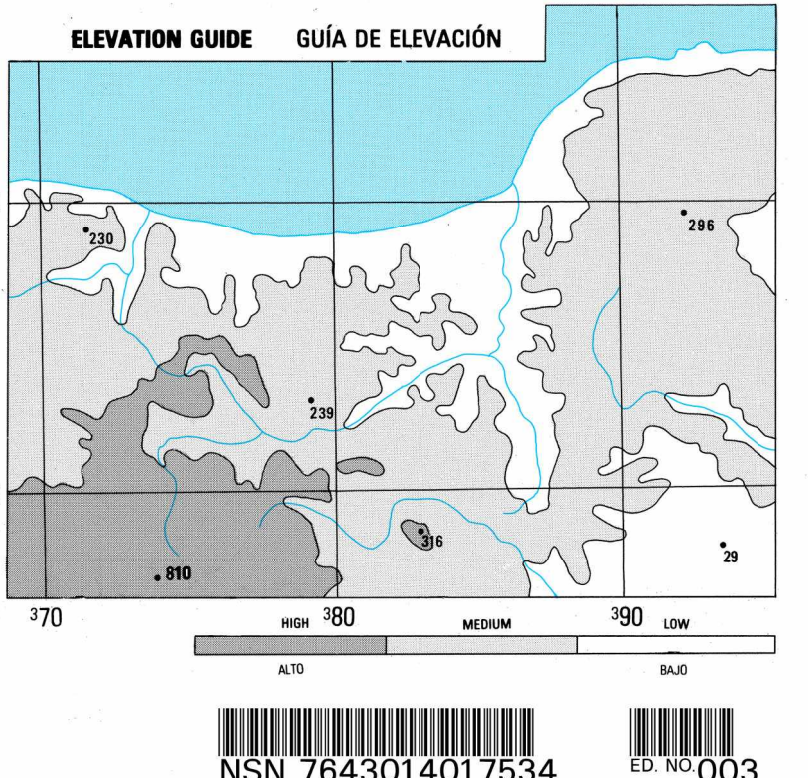 ELEVATION GUIDE GUÍA DE ELEVACIÓN
230
296
239
316
29
810
370 380 390
HIGH MEDIUM LOW
ALTO BAJO
NSN 7643014017534
ED. NO. 003